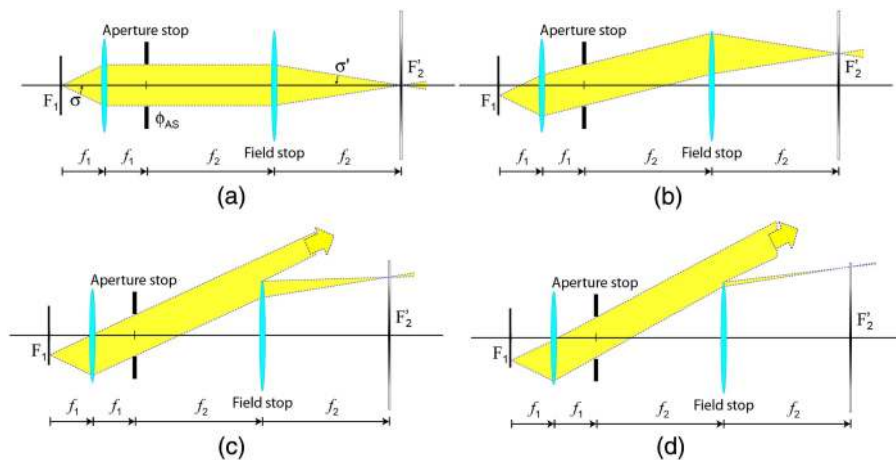 Aperture stop
F₁
σ
ϕ_AS
σ'
F'₂
Field stop
f₁
f₁
f₂
f₂
(a)
Aperture stop
F₁
F'₂
Field stop
f₁
f₁
f₂
f₂
(b)
Aperture stop
F₁
F'₂
Field stop
f₁
f₁
f₂
f₂
(c)
Aperture stop
F₁
F'₂
Field stop
f₁
f₁
f₂
f₂
(d)